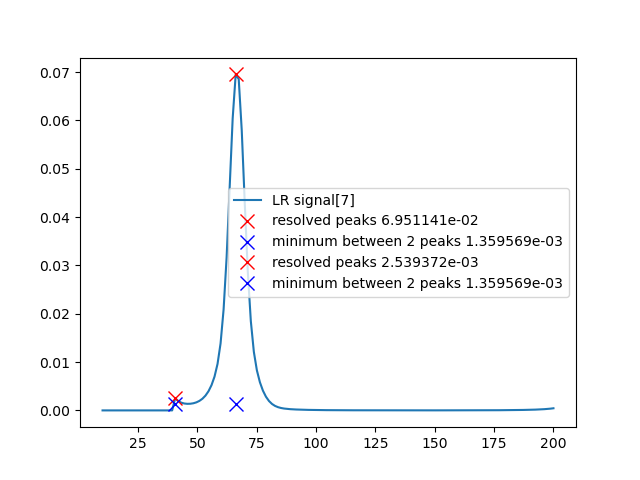 0.07
0.06
0.05
0.04
0.03
0.02
0.01
0.00
LR signal[7]
resolved peaks 6.951141e-02
minimum between 2 peaks 1.359569e-03
resolved peaks 2.539372e-03
minimum between 2 peaks 1.359569e-03
25 50 75 100 125 150 175 200